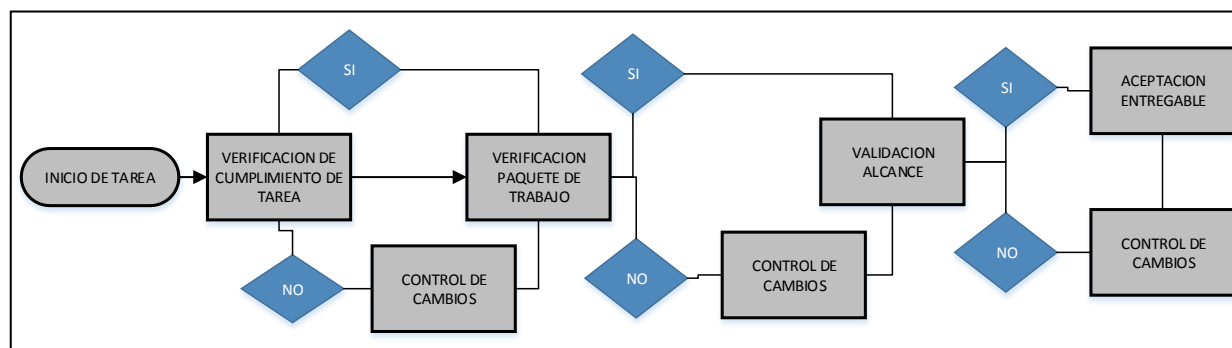 INICIO DE TAREA
SI
VERIFICACION DE
CUMPLIMIENTO DE
TAREA
NO
CONTROL DE
CAMBIOS
VERIFICACION
PAQUETE DE
TRABAJO
SI
NO
CONTROL DE
CAMBIOS
VALIDACION
ALCANCE
SI
ACEPTACION
ENTREGABLE
NO
CONTROL DE
CAMBIOS